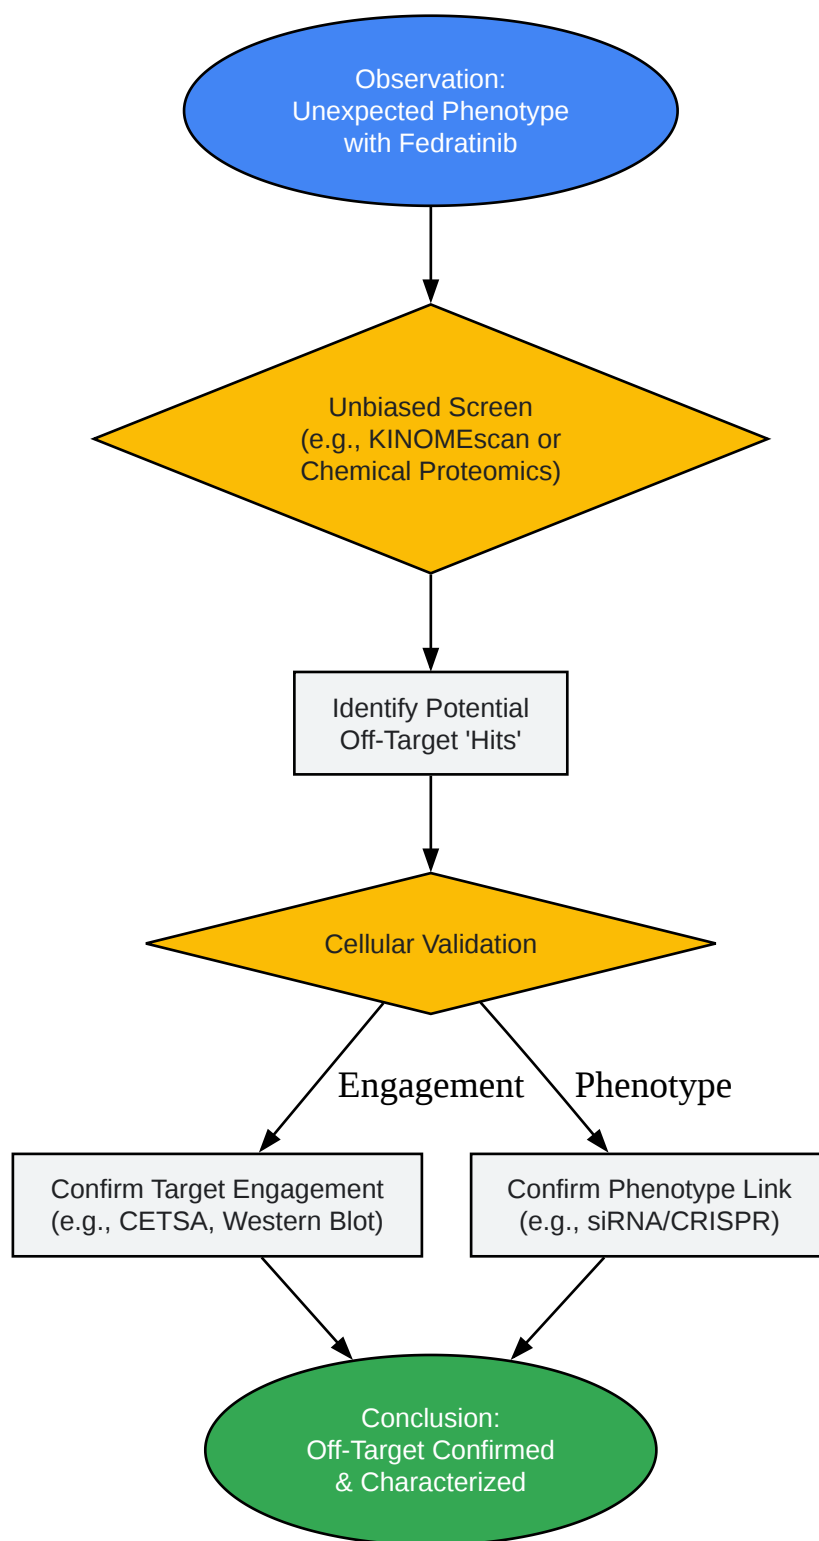 Observation:
Unexpected Phenotype
with Fedratinib
Unbiased Screen
(e.g., KINOMEscan or
Chemical Proteomics)
Identify Potential
Off-Target 'Hits'
Cellular Validation
Engagement
Phenotype
Confirm Target Engagement
(e.g., CETSA, Western Blot)
Confirm Phenotype Link
(e.g., siRNA/CRISPR)
Conclusion:
Off-Target Confirmed
& Characterized